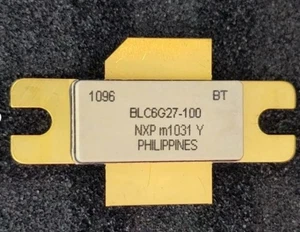 1096 BT
BLC6G27-100
NXP m1031 Y
PHILIPPINES